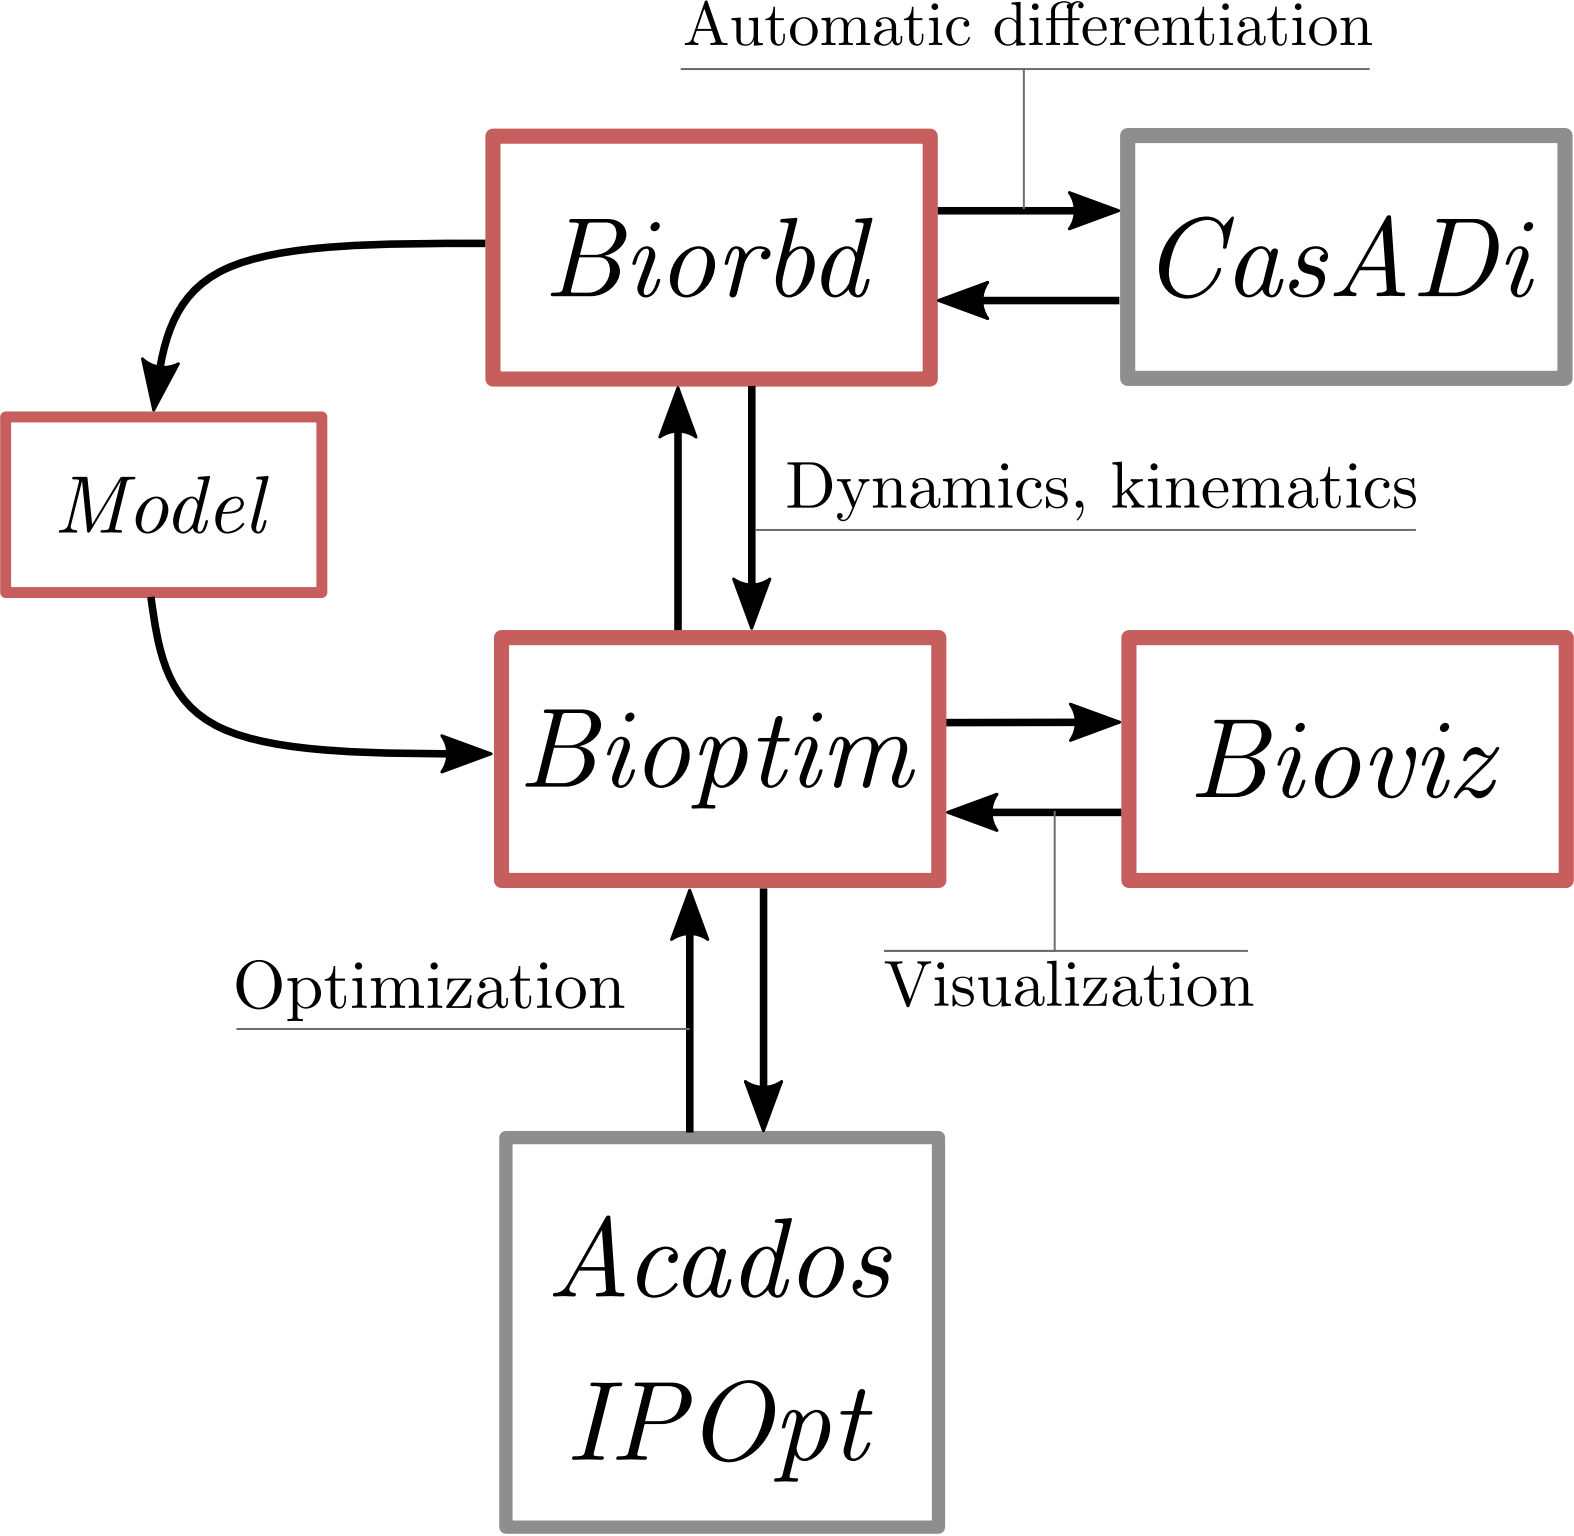 Automatic differentiation
Biorbd
CasADi
Model
Dynamics, kinematics
Bioptim
Bioviz
Optimization
Visualization
Acados
IPOpt